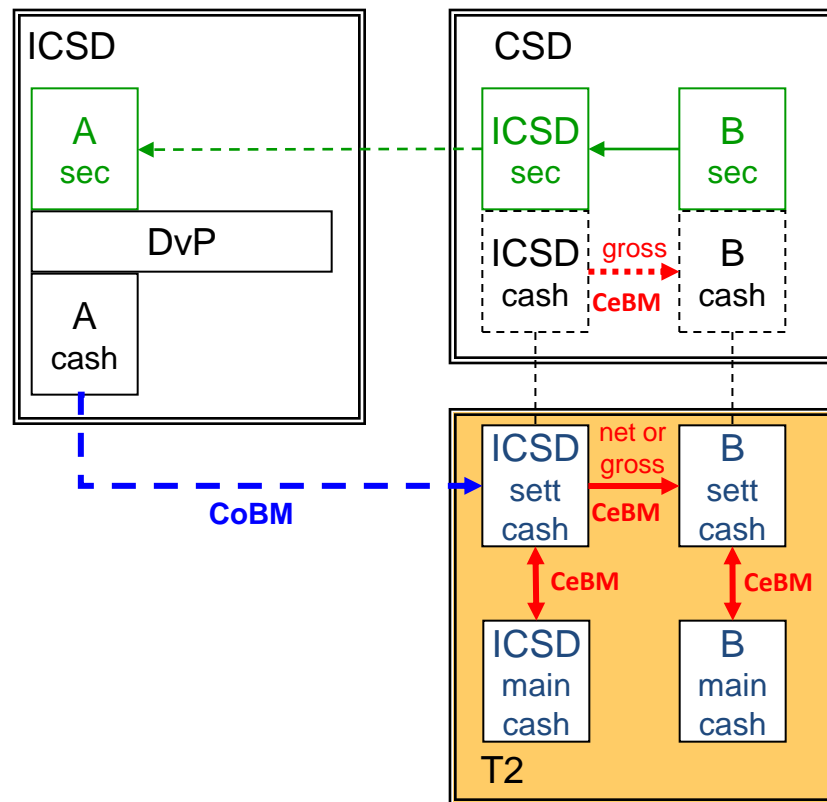 ICSD
A
sec
DvP
A
cash
CoBM
CSD
ICSD
sec
B
sec
ICSD
cash
gross
CeBM
B
cash
ICSD
sett
cash
net or
gross
CeBM
B
sett
cash
CeBM
CeBM
ICSD
main
cash
B
main
cash
T2